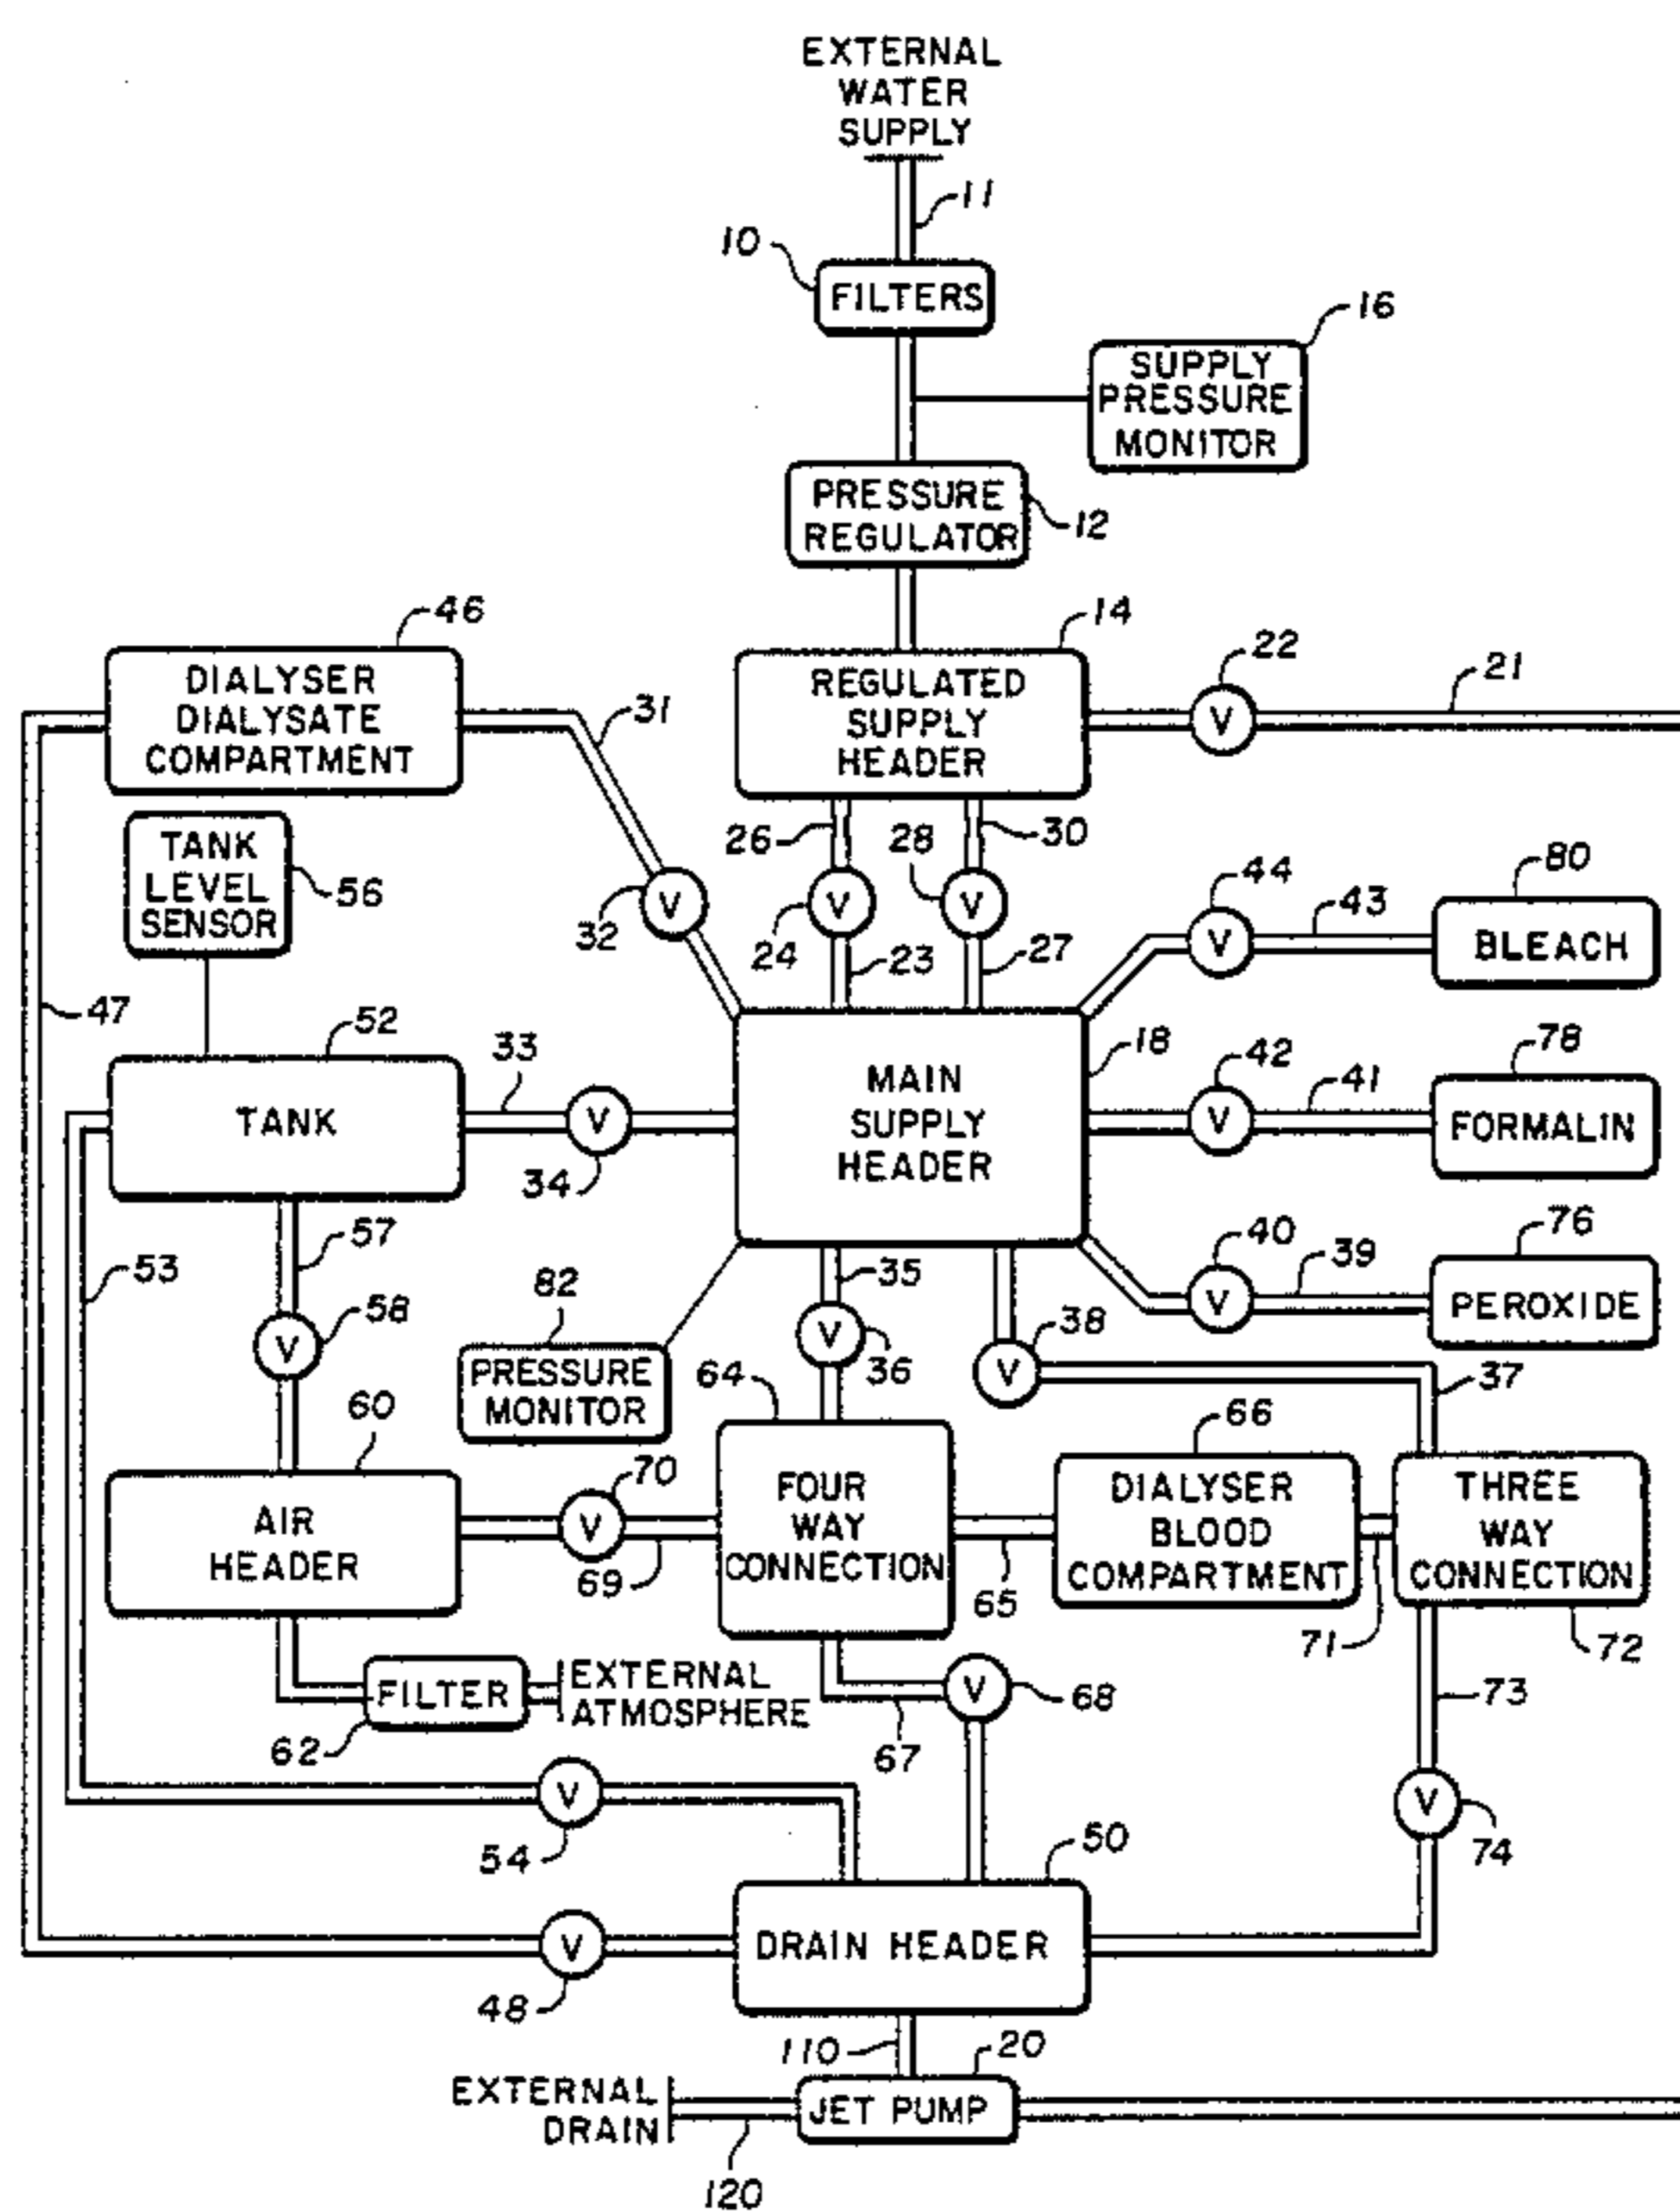 EXTERNAL
WATER
SUPPLY
11
10
FILTERS
16
SUPPLY
PRESSURE
MONITOR
PRESSURE
REGULATOR
12
46
14
22
21
DIALYSER
DIALYSATE
COMPARTMENT
31
REGULATED
SUPPLY
HEADER
V
TANK
LEVEL
SENSOR
56
26
28
30
32
V
24
V
V
23
27
44
V
43
80
BLEACH
47
52
TANK
33
V
34
MAIN
SUPPLY
HEADER
18
42
V
41
78
FORMALIN
57
53
V
58
82
PRESSURE
MONITOR
35
V
36
38
V
40
V
39
76
PEROXIDE
37
60
AIR
HEADER
70
V
69
64
FOUR
WAY
CONNECTION
65
66
DIALYSER
BLOOD
COMPARTMENT
71
THREE
WAY
CONNECTION
72
FILTER
62
EXTERNAL
ATMOSPHERE
V
68
67
73
V
54
V
74
50
DRAIN HEADER
V
48
110
20
EXTERNAL
DRAIN
JET PUMP
120